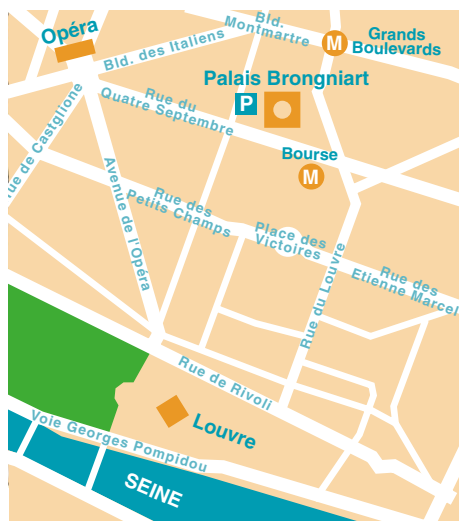 Opéra
Bld.
Montmartre
M
Grands
Boulevards
Bld. des Italiens
Palais Brongniart
P
Rue du
Quatre Septembre
Bourse
M
rue de Castglione
Avenue de l'Opéra
Rue des
Petits Champs
Place des
Victoires
Rue des
Etienne Marcel
Rue du Louvre
Rue de Rivoli
Louvre
Voie Georges Pompidou
SEINE